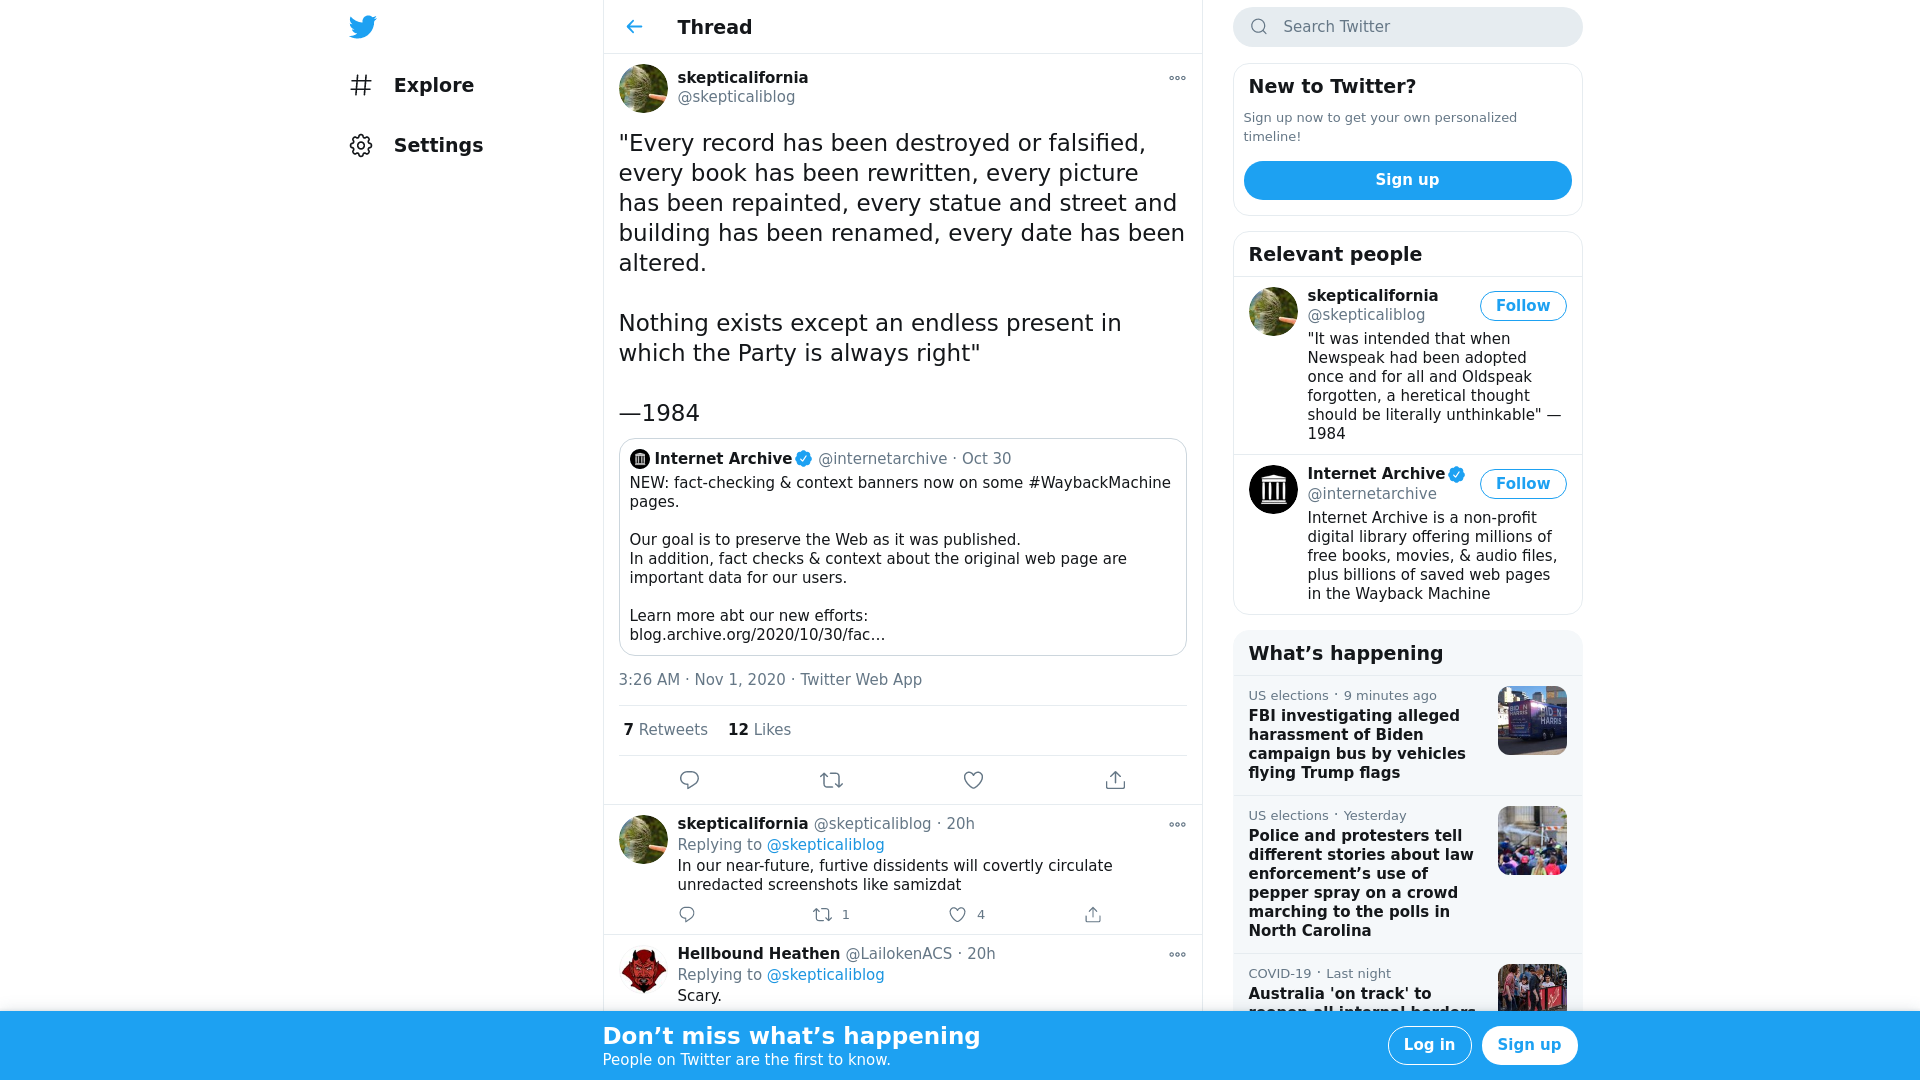 Explore
Settings
Thread
skepticalifornia
@skepticaliblog
"Every record has been destroyed or falsified,
every book has been rewritten, every picture
has been repainted, every statue and street and
building has been renamed, every date has been
altered.
Nothing exists except an endless present in
which the Party is always right"
—1984
Internet Archive @internetarchive · Oct 30
NEW: fact-checking & context banners now on some #WaybackMachine
pages.
Our goal is to preserve the Web as it was published.
In addition, fact checks & context about the original web page are
important data for our users.
Learn more abt our new efforts:
blog.archive.org/2020/10/30/fac…
3:26 AM · Nov 1, 2020 · Twitter Web App
7 Retweets 12 Likes
skepticalifornia @skepticaliblog · 20h
Replying to @skepticaliblog
In our near-future, furtive dissidents will covertly circulate
unredacted screenshots like samizdat
1 4
Hellbound Heathen @LailokenACS · 20h
Replying to @skepticaliblog
Scary.
Search Twitter
New to Twitter?
Sign up now to get your own personalized
timeline!
Sign up
Relevant people
skepticalifornia
@skepticaliblog
Follow
"It was intended that when
Newspeak had been adopted
once and for all and Oldspeak
forgotten, a heretical thought
should be literally unthinkable" —
1984
Internet Archive
@internetarchive
Follow
Internet Archive is a non-profit
digital library offering millions of
free books, movies, & audio files,
plus billions of saved web pages
in the Wayback Machine
What’s happening
US elections · 9 minutes ago
FBI investigating alleged
harassment of Biden
campaign bus by vehicles
flying Trump flags
US elections · Yesterday
Police and protesters tell
different stories about law
enforcement’s use of
pepper spray on a crowd
marching to the polls in
North Carolina
COVID-19 · Last night
Australia 'on track' to
reopen all internal borders
Don’t miss what’s happening
People on Twitter are the first to know.
Log in
Sign up